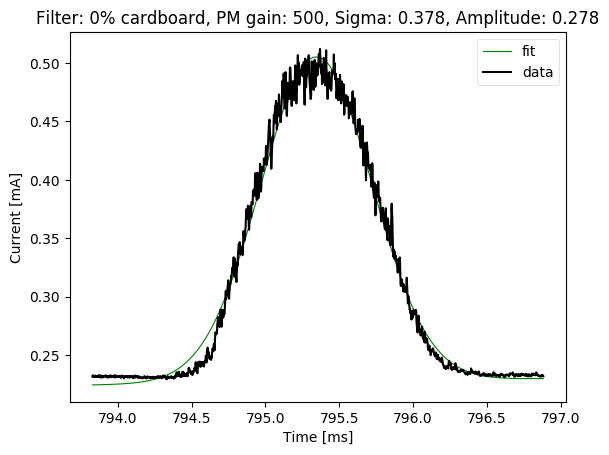 Filter: 0% cardboard, PM gain: 500, Sigma: 0.378, Amplitude: 0.278
fit
data
0.50
0.45
0.40
0.35
0.30
0.25
Current [mA]
794.0 794.5 795.0 795.5 796.0 796.5 797.0
Time [ms]